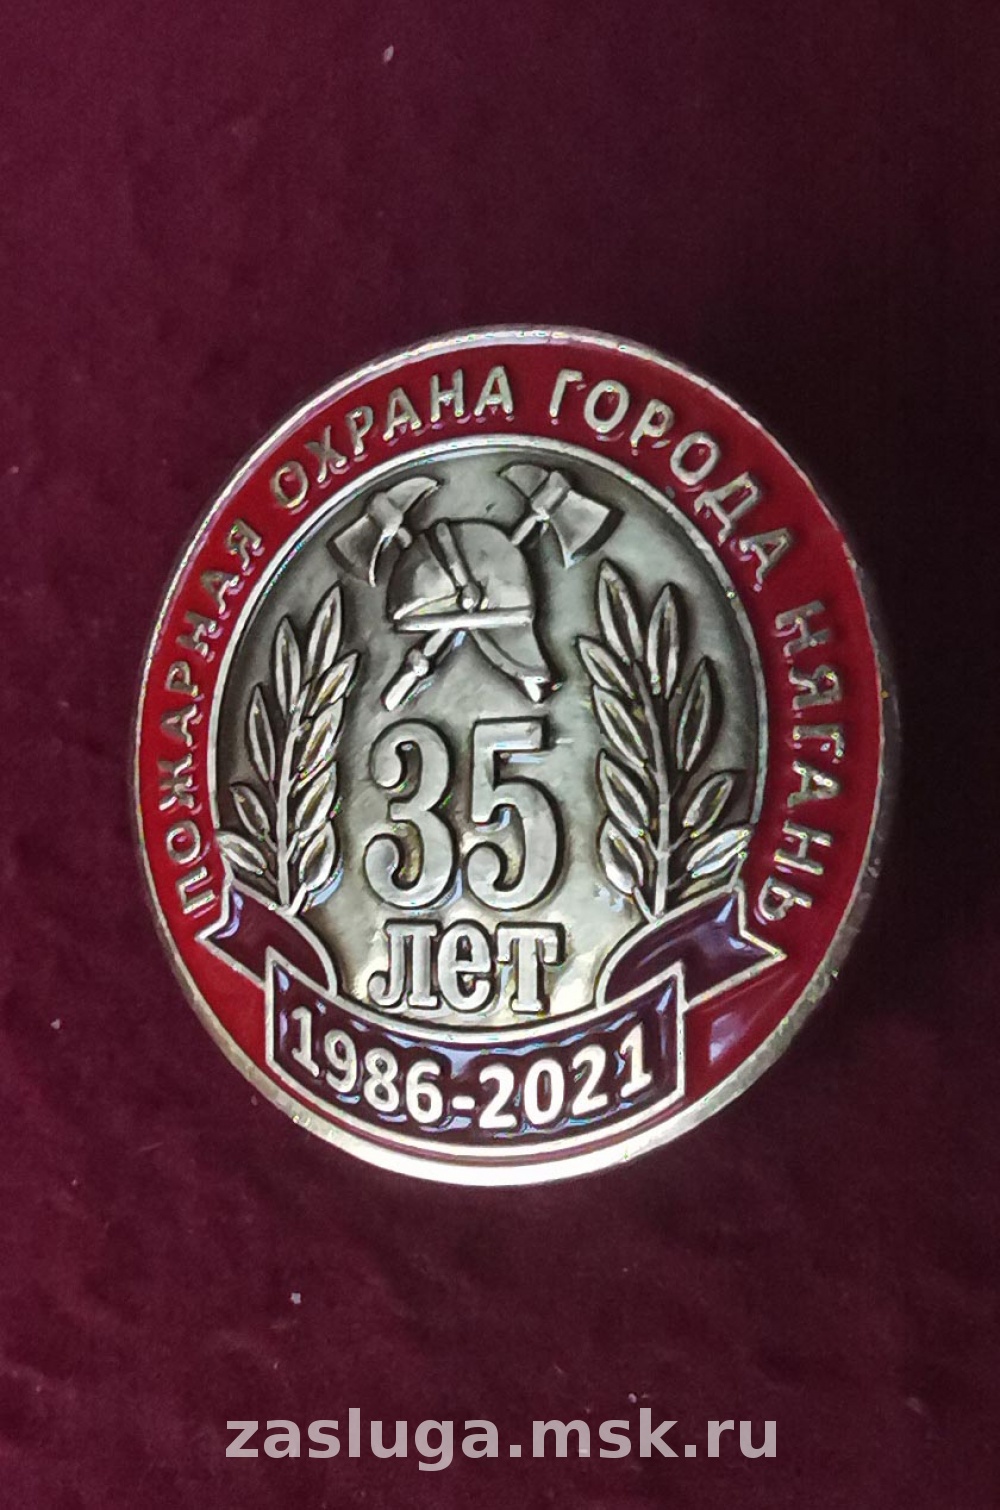 ПОЖАРНАЯ ОХРАНА ГОРОДА НЯГАНЬ
35
лет
1986-2021
zasluga.msk.ru